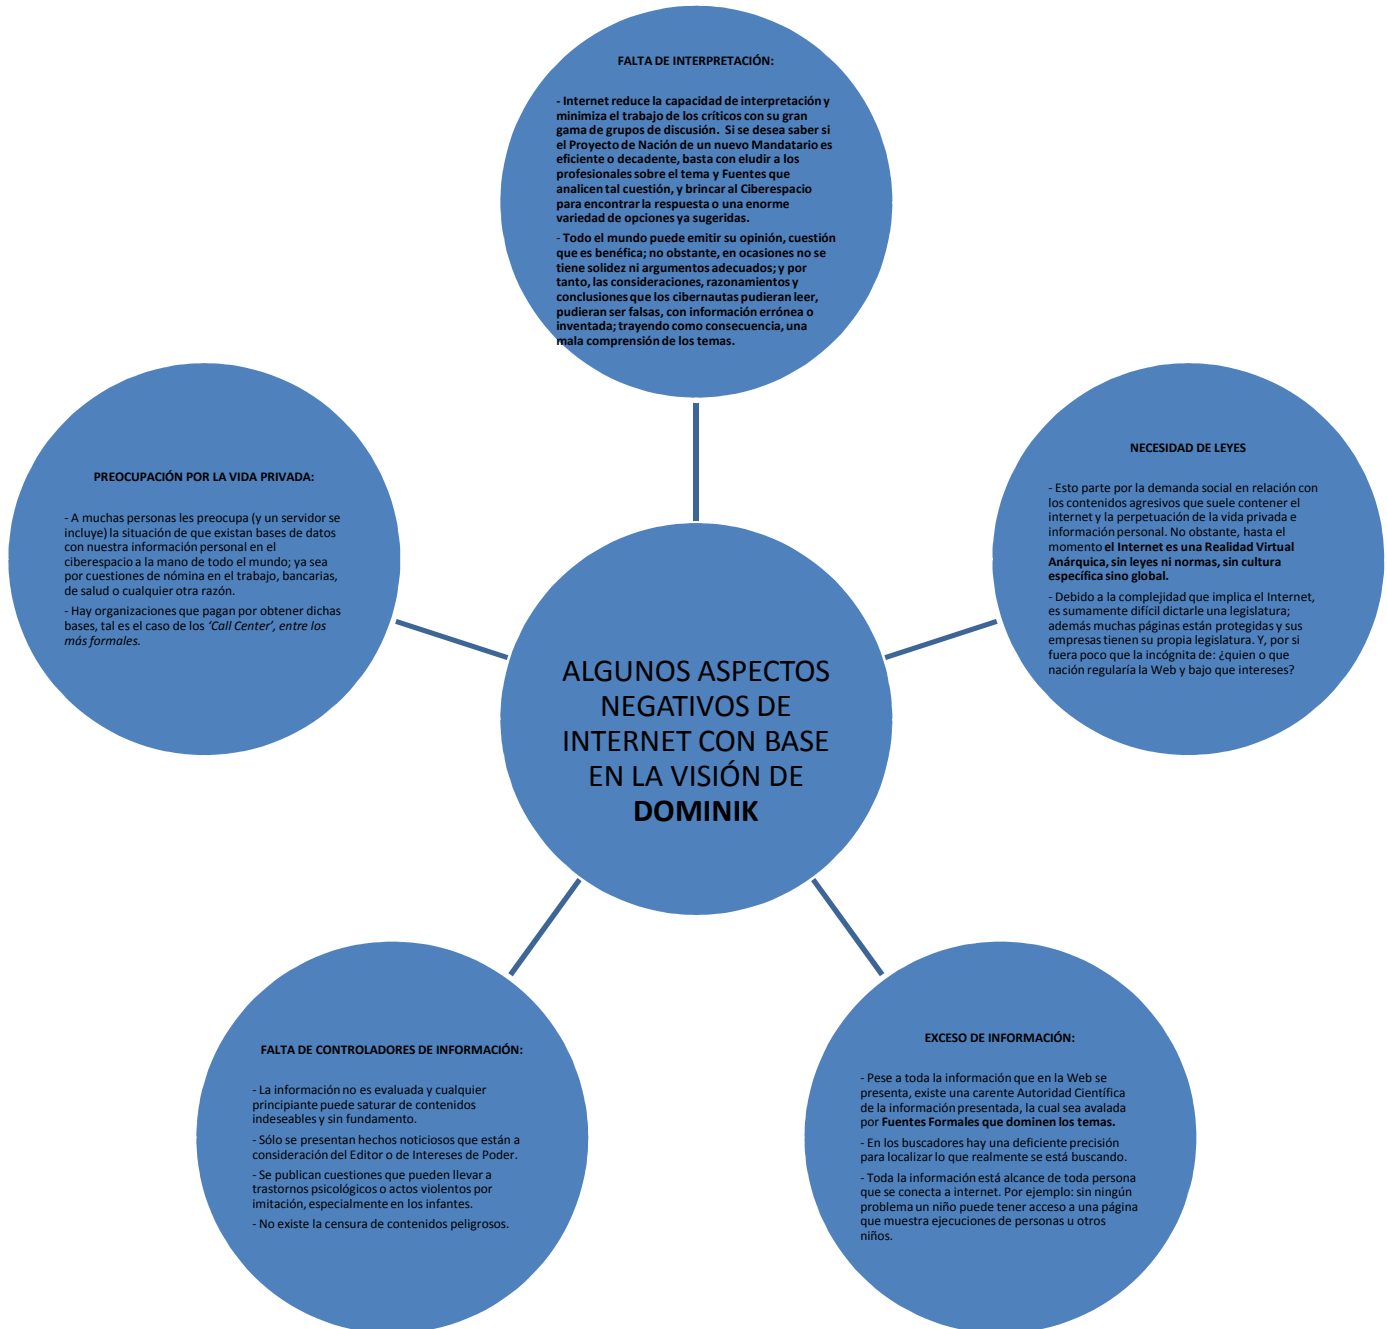 FALTA DE INTERPRETACIÓN:
- Internet reduce la capacidad de interpretación y
minimiza el trabajo de los críticos con su gran
gama de grupos de discusión.  Si se desea saber si
el Proyecto de Nación de un nuevo Mandatario es
eficiente o decadente, basta con eludir a los
profesionales sobre el tema y Fuentes que
analicen tal cuestión, y brincar al Ciberespacio
para encontrar la respuesta o una enorme
variedad de opciones ya sugeridas.
- Todo el mundo puede emitir su opinión, cuestión
que es benéfica; no obstante, en ocasiones no se
tiene solidez ni argumentos adecuados; y por
tanto, las consideraciones, razonamientos y
conclusiones que los cibernautas pudieran leer,
pudieran ser falsas, con información errónea o
inventada; trayendo como consecuencia, una
mala comprensión de los temas.
NECESIDAD DE LEYES
- Esto parte por la demanda social en relación con
los contenidos agresivos que suele contener el
internet y la perpetuación de la vida privada e
información personal. No obstante, hasta el
momento el Internet es una Realidad Virtual
Anárquica, sin leyes ni normas, sin cultura
específica sino global.
- Debido a la complejidad que implica el Internet,
es sumamente difícil dictarle una legislatura;
además muchas páginas están protegidas y sus
empresas tienen su propia legislatura. Y, por si
fuera poco que la incógnita de: ¿quien o que
nación regularía la Web y bajo que intereses?
PREOCUPACIÓN POR LA VIDA PRIVADA:
- A muchas personas les preocupa (y un servidor se
incluye) la situación de que existan bases de datos
con nuestra información personal en el
ciberespacio a la mano de todo el mundo; ya sea
por cuestiones de nómina en el trabajo, bancarias,
de salud o cualquier otra razón.
- Hay organizaciones que pagan por obtener dichas
bases, tal es el caso de los 'Call Center', entre los
más formales.
ALGUNOS ASPECTOS
NEGATIVOS DE
INTERNET CON BASE
EN LA VISIÓN DE
DOMINIK
FALTA DE CONTROLADORES DE INFORMACIÓN:
- La información no es evaluada y cualquier
principiante puede saturar de contenidos
indeseables y sin fundamento.
- Sólo se presentan hechos noticiosos que están a
consideración del Editor o de Intereses de Poder.
- Se publican cuestiones que pueden llevar a
trastornos psicológicos o actos violentos por
imitación, especialmente en los infantes.
- No existe la censura de contenidos peligrosos.
EXCESO DE INFORMACIÓN:
- Pese a toda la información que en la Web se
presenta, existe una carente Autoridad Científica
de la información presentada, la cual sea avalada
por Fuentes Formales que dominen los temas.
- En los buscadores hay una deficiente precisión
para localizar lo que realmente se está buscando.
- Toda la información está alcance de toda persona
que se conecta a internet. Por ejemplo: sin ningún
problema un niño puede tener acceso a una página
que muestra ejecuciones de personas u otros
niños.